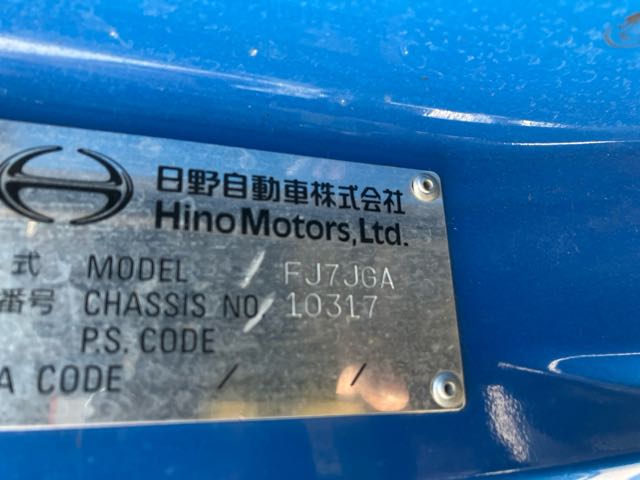 日野自動車株式会社
Hino Motors, Ltd.
式 MODEL FJ7JGA
番号 CHASSIS NO. 10317
P.S. CODE
A CODE / /